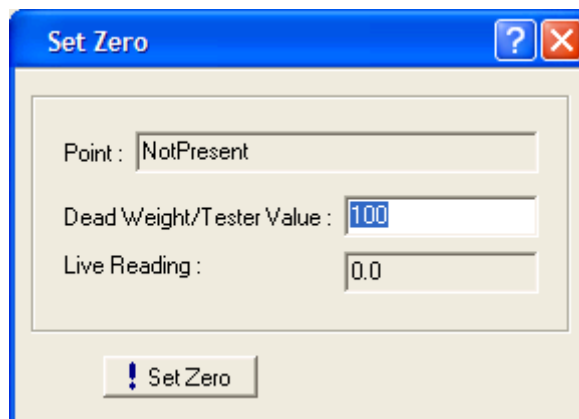 Set Zero
Point : NotPresent
Dead Weight/Tester Value : 100
Live Reading : 0.0
! Set Zero